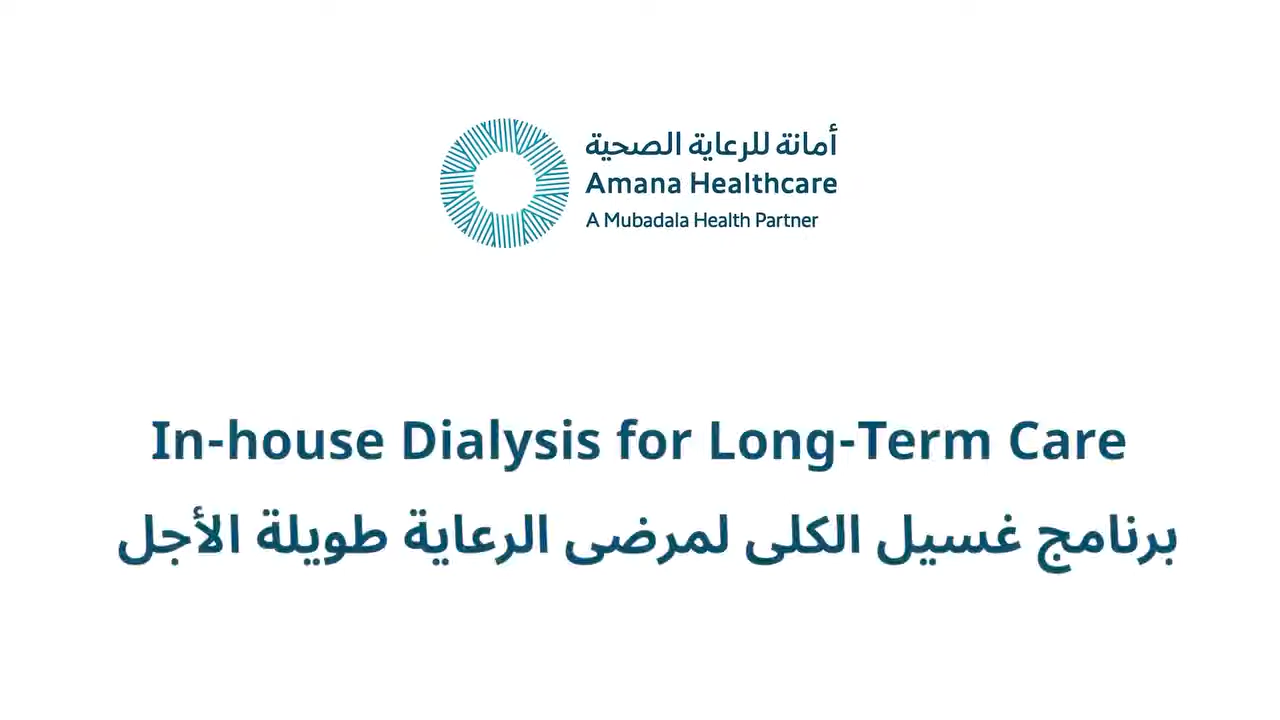 أمانة للرعاية الصحية
Amana Healthcare
A Mubadala Health Partner
In-house Dialysis for Long-Term Care
برنامج غسيل الكلى لمرضى الرعاية طويلة الأجل